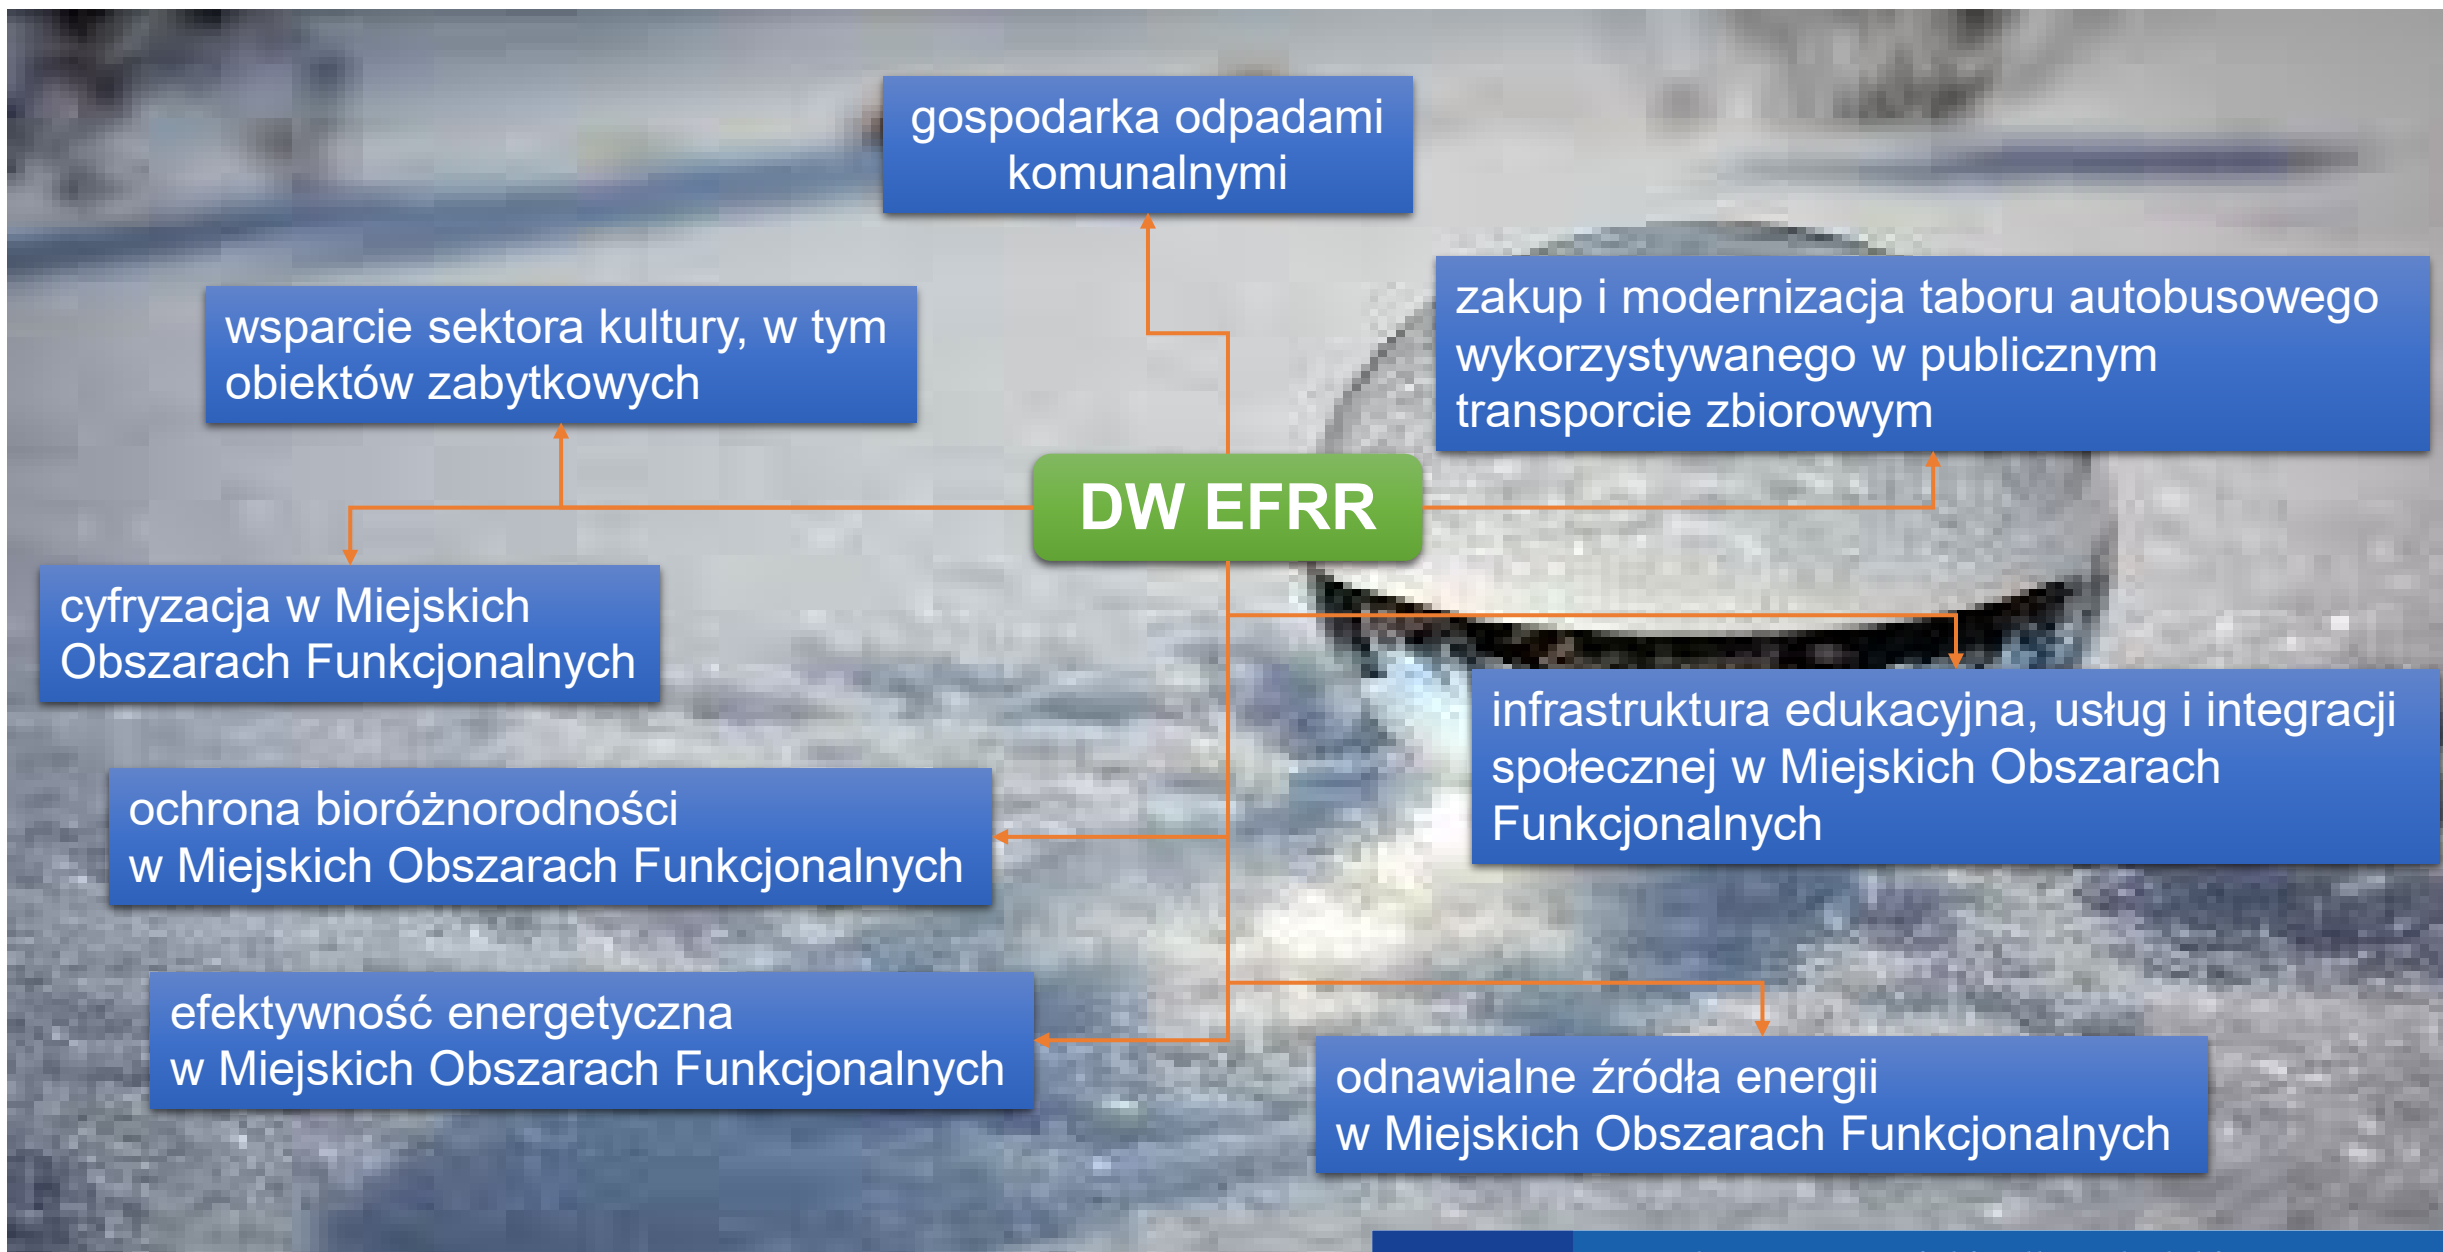 gospodarka odpadami
komunalnymi
wsparcie sektora kultury, w tym
obiektów zabytkowych
zakup i modernizacja taboru autobusowego
wykorzystywanego w publicznym
transporcie zbiorowym
DW EFRR
cyfryzacja w Miejskich
Obszarach Funkcjonalnych
infrastruktura edukacyjna, usług i integracji
społecznej w Miejskich Obszarach
Funkcjonalnych
ochrona bioróżnorodności
w Miejskich Obszarach Funkcjonalnych
efektywność energetyczna
w Miejskich Obszarach Funkcjonalnych
odnawialne źródła energii
w Miejskich Obszarach Funkcjonalnych